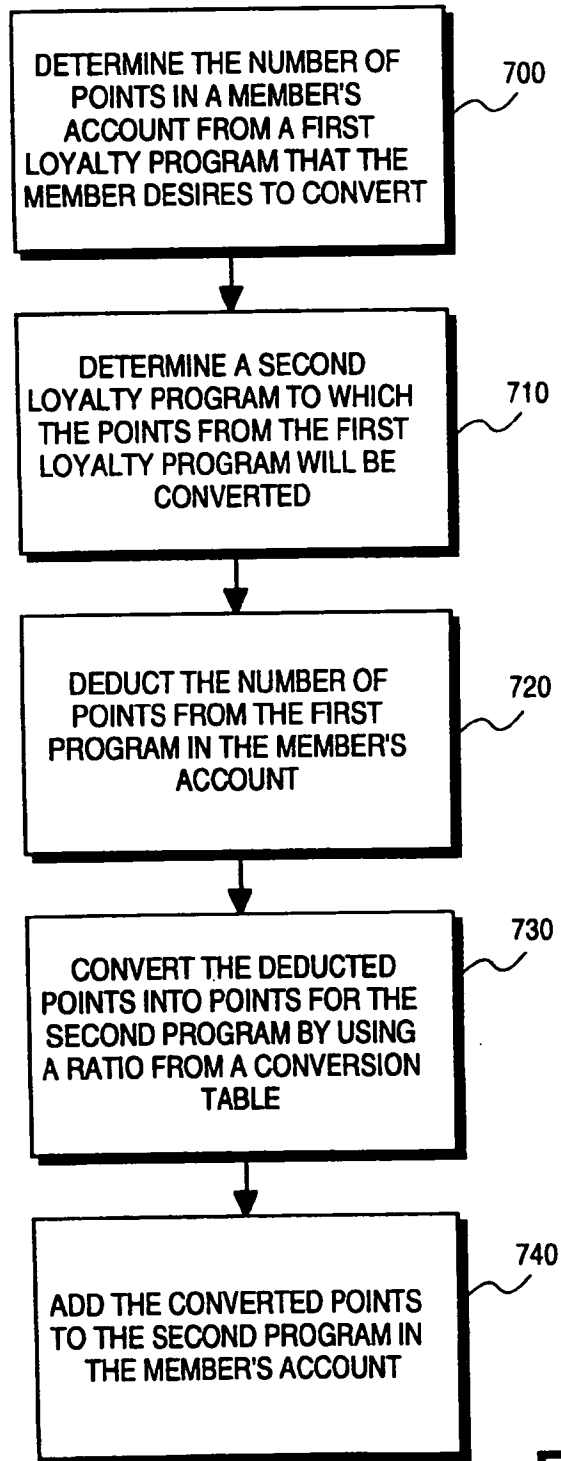 DETERMINE THE NUMBER OF
POINTS IN A MEMBER'S
ACCOUNT FROM A FIRST
LOYALTY PROGRAM THAT THE
MEMBER DESIRES TO CONVERT
700
DETERMINE A SECOND
LOYALTY PROGRAM TO WHICH
THE POINTS FROM THE FIRST
LOYALTY PROGRAM WILL BE
CONVERTED
710
DEDUCT THE NUMBER OF
POINTS FROM THE FIRST
PROGRAM IN THE MEMBER'S
ACCOUNT
720
CONVERT THE DEDUCTED
POINTS INTO POINTS FOR THE
SECOND PROGRAM BY USING
A RATIO FROM A CONVERSION
TABLE
730
ADD THE CONVERTED POINTS
TO THE SECOND PROGRAM IN
THE MEMBER'S ACCOUNT
740